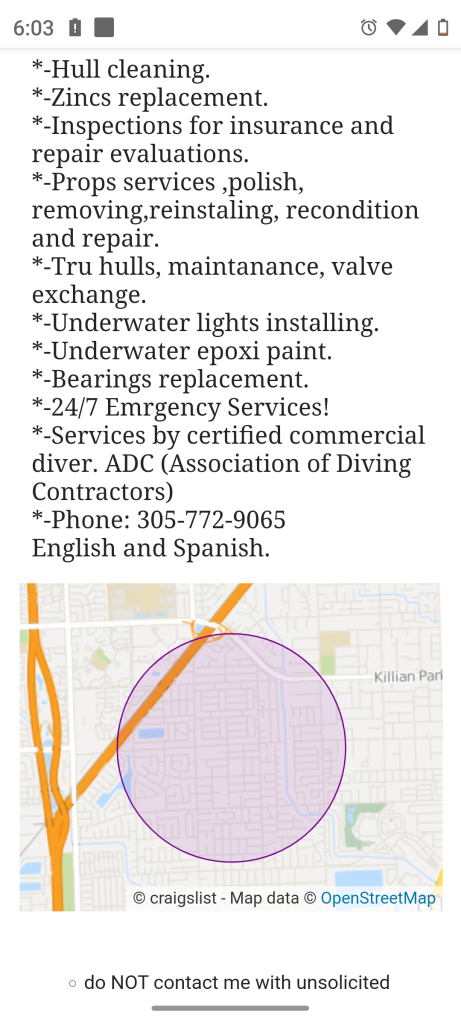 6:03
*-Hull cleaning.
*-Zincs replacement.
*-Inspections for insurance and
repair evaluations.
*-Props services ,polish,
removing,reinstaling, recondition
and repair.
*-Tru hulls, maintanance, valve
exchange.
*-Underwater lights installing.
*-Underwater epoxi paint.
*-Bearings replacement.
*-24/7 Emrgency Services!
*-Services by certified commercial
diver. ADC (Association of Diving
Contractors)
*-Phone: 305-772-9065
English and Spanish.
Killian Park
© craigslist - Map data © OpenStreetMap
do NOT contact me with unsolicited